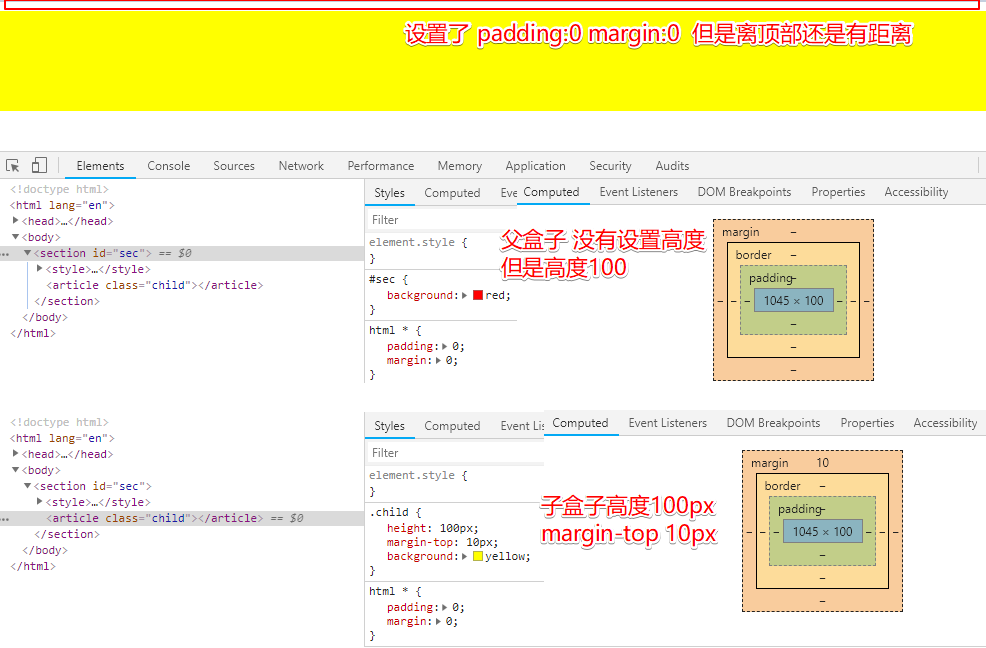 设置了 padding:0 margin:0 但是离顶部还是有距离
Elements Console Sources Network Performance Memory Application Security Audits
<!doctype html>
<html lang="en">
<head>…</head>
<body>
<section id="sec"> == $0
<style>…</style>
<article class="child"></article>
</section>
</body>
</html>
Styles Computed Eve
Filter
element.style {
}
#sec {
background: red;
}
html * {
padding: 0;
margin: 0;
}
Computed Event Listeners DOM Breakpoints Properties Accessibility
父盒子 没有设置高度
但是高度100
margin –
border –
padding–
– – – 1045 × 100 – – –
–
–
–
<!doctype html>
<html lang="en">
<head>…</head>
<body>
<section id="sec">
<style>…</style>
<article class="child"></article> == $0
</section>
</body>
</html>
Styles Computed Event Lis
Filter
element.style {
}
.child {
height: 100px;
margin-top: 10px;
background: yellow;
}
html * {
padding: 0;
margin: 0;
}
Computed Event Listeners DOM Breakpoints Properties Accessibility
子盒子高度100px
margin-top 10px
margin 10
border –
padding–
– – – 1045 × 100 – – –
–
–
–